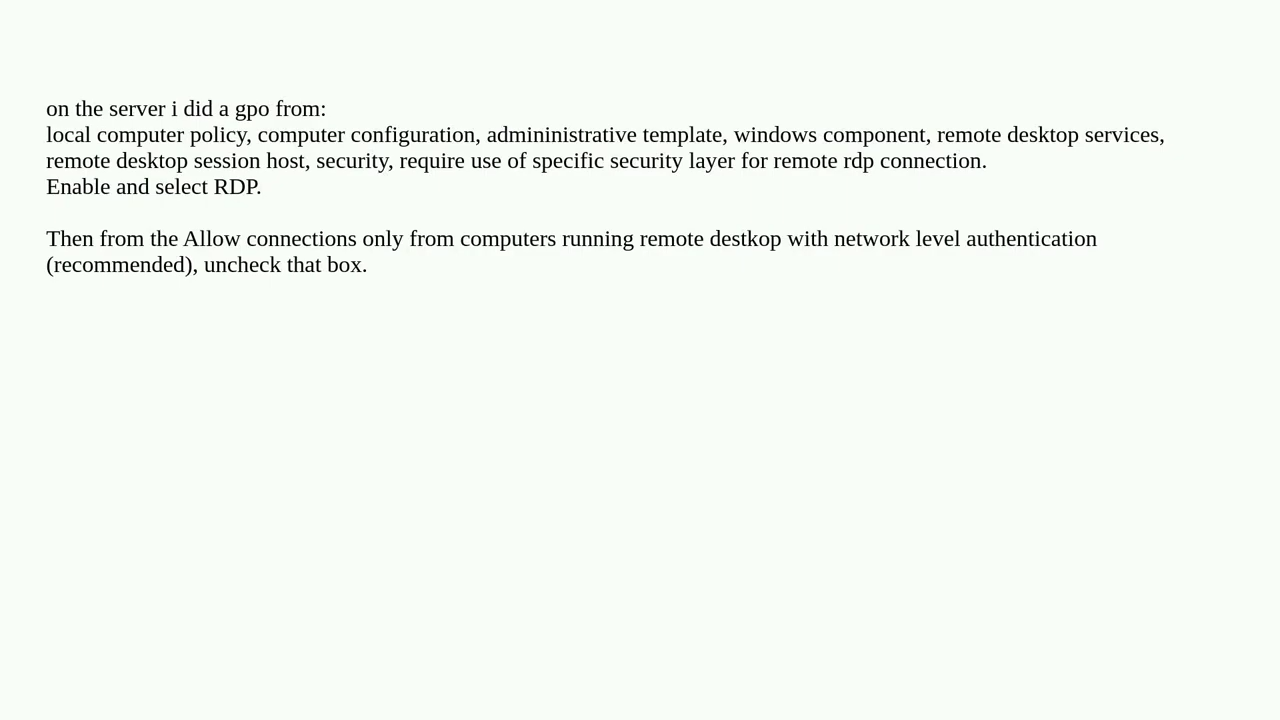 on the server i did a gpo from:
local computer policy, computer configuration, admininistrative template, windows component, remote desktop services,
remote desktop session host, security, require use of specific security layer for remote rdp connection.
Enable and select RDP.
Then from the Allow connections only from computers running remote destkop with network level authentication
(recommended), uncheck that box.